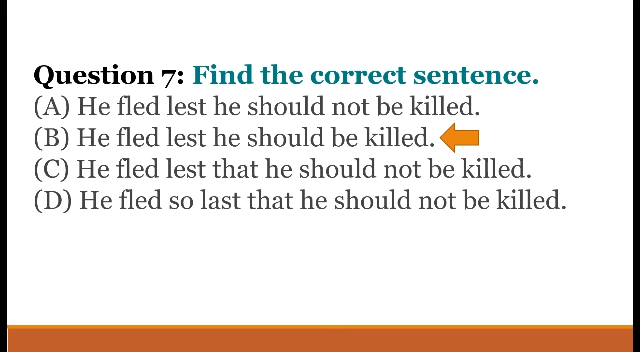 Question 7: Find the correct sentence.
(A) He fled lest he should not be killed.
(B) He fled lest he should be killed.
(C) He fled lest that he should not be killed.
(D) He fled so last that he should not be killed.